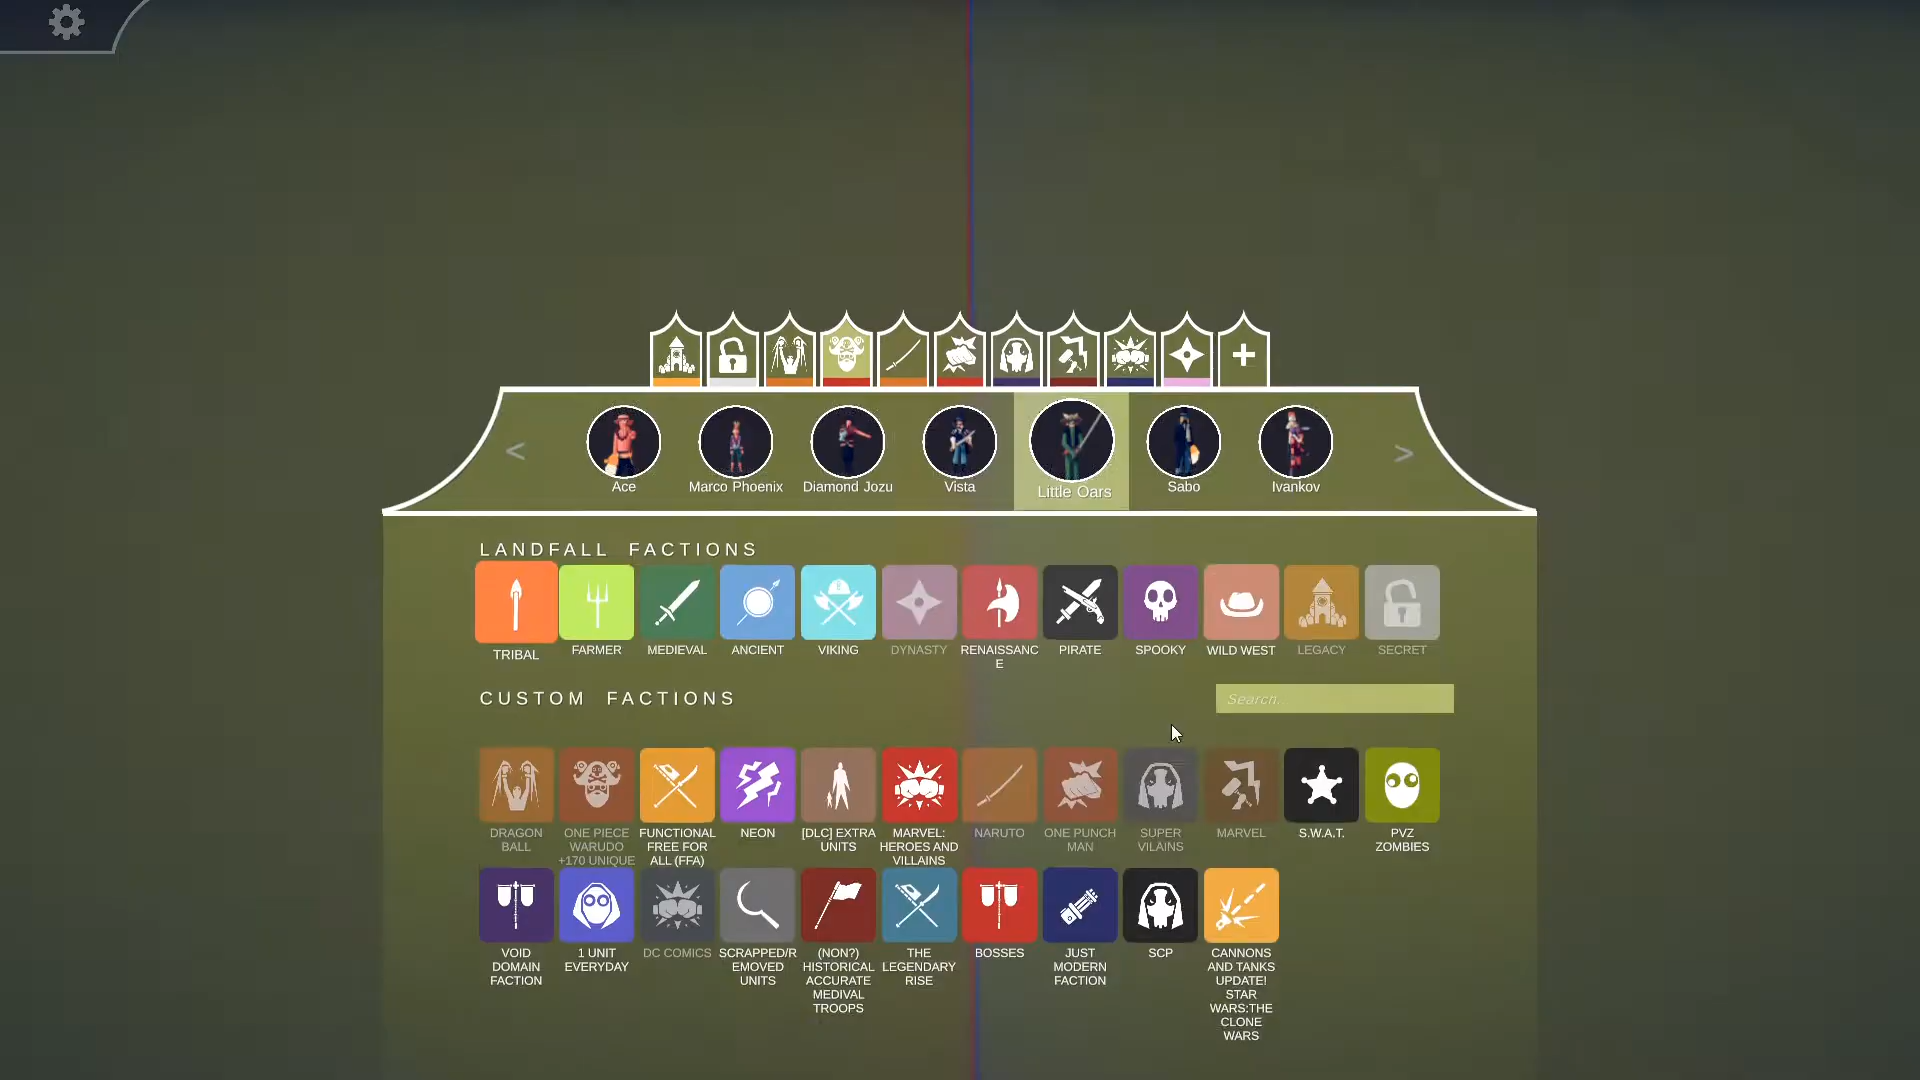 Ace
Marco Phoenix
Diamond Jozu
Vista
Little Oars
Sabo
Ivankov
LANDFALL FACTIONS
TRIBAL
FARMER
MEDIEVAL
ANCIENT
VIKING
DYNASTY
RENAISSANC
E
PIRATE
SPOOKY
WILD WEST
LEGACY
SECRET
CUSTOM FACTIONS
Search...
DRAGON
BALL
ONE PIECE
WARUDO
+170 UNIQUE
FUNCTIONAL
FREE FOR
ALL (FFA)
NEON
[DLC] EXTRA
UNITS
MARVEL:
HEROES AND
VILLAINS
NARUTO
ONE PUNCH
MAN
SUPER
VILAINS
MARVEL
S.W.A.T.
PVZ
ZOMBIES
VOID
DOMAIN
FACTION
1 UNIT
EVERYDAY
DC COMICS
SCRAPPED/R
EMOVED
UNITS
(NON?)
HISTORICAL
ACCURATE
MEDIVAL
TROOPS
THE
LEGENDARY
RISE
BOSSES
JUST
MODERN
FACTION
SCP
CANNONS
AND TANKS
UPDATE!
STAR
WARS:THE
CLONE
WARS